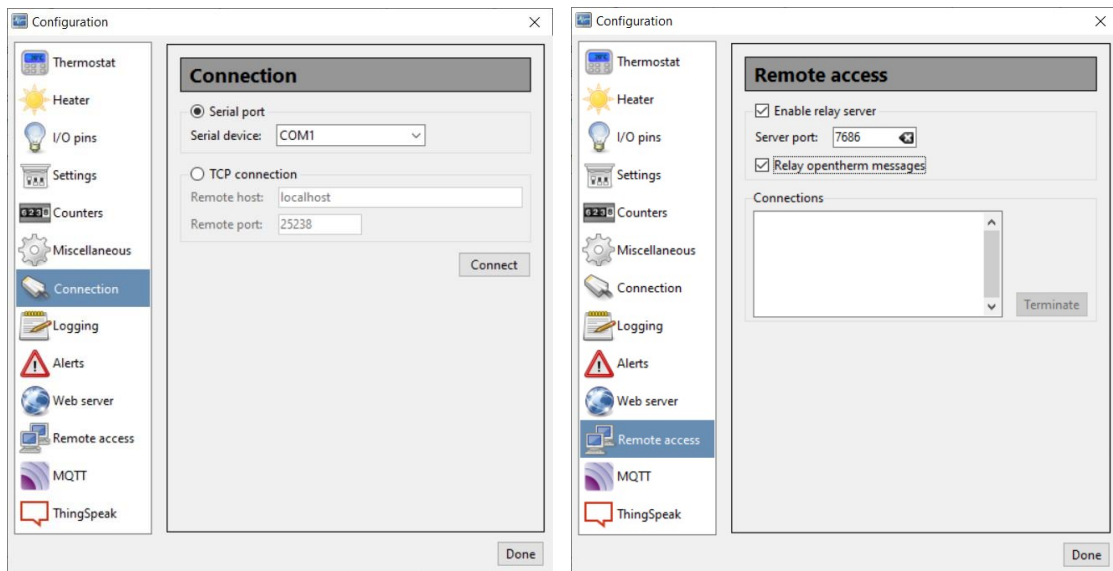 Configuration
Thermostat
Heater
I/O pins
Settings
Counters
Miscellaneous
Connection
Logging
Alerts
Web server
Remote access
MQTT
ThingSpeak
Connection
Serial port
Serial device: COM1
TCP connection
Remote host: localhost
Remote port: 25238
Connect
Done
Configuration
Thermostat
Heater
I/O pins
Settings
Counters
Miscellaneous
Connection
Logging
Alerts
Web server
Remote access
MQTT
ThingSpeak
Remote access
Enable relay server
Server port: 7686
Relay opentherm messages
Connections
Terminate
Done